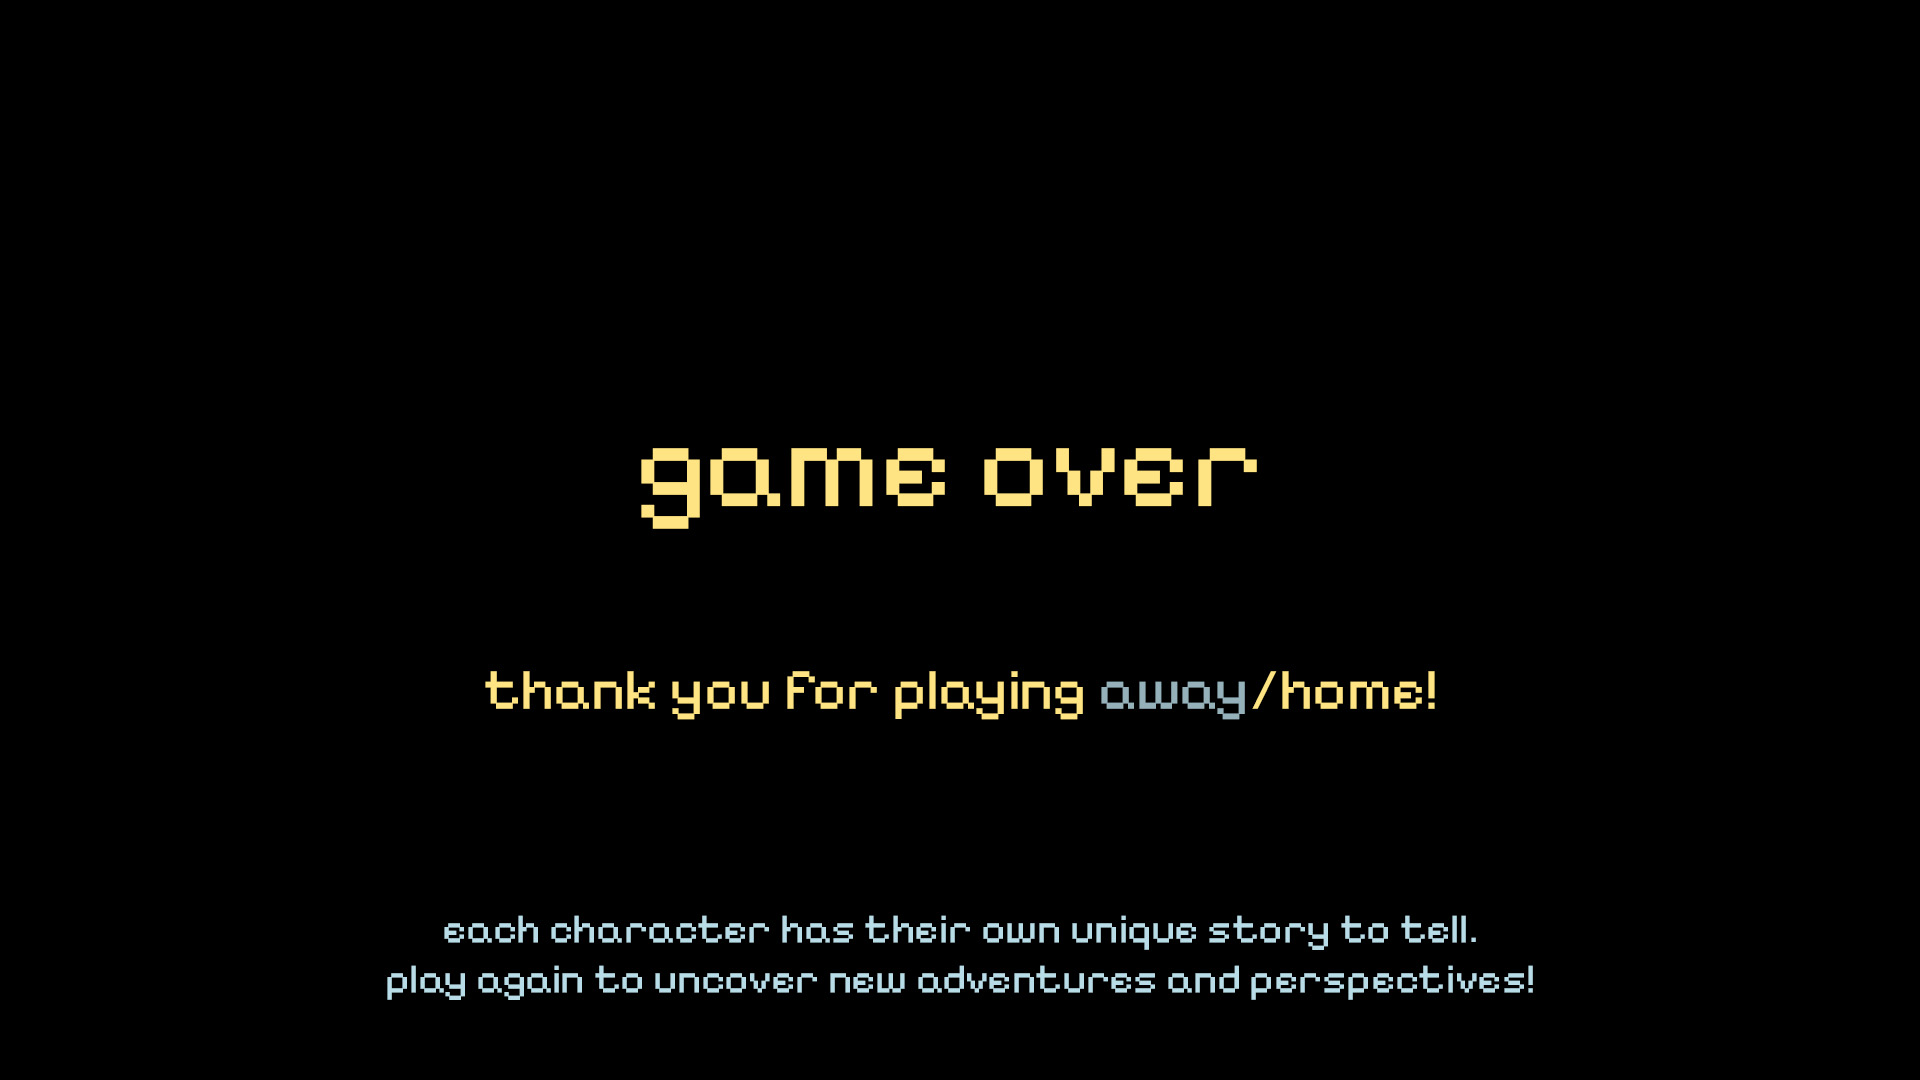 game over
thank you for playing away/home!
each character has their own unique story to tell.
play again to uncover new adventures and perspectives!